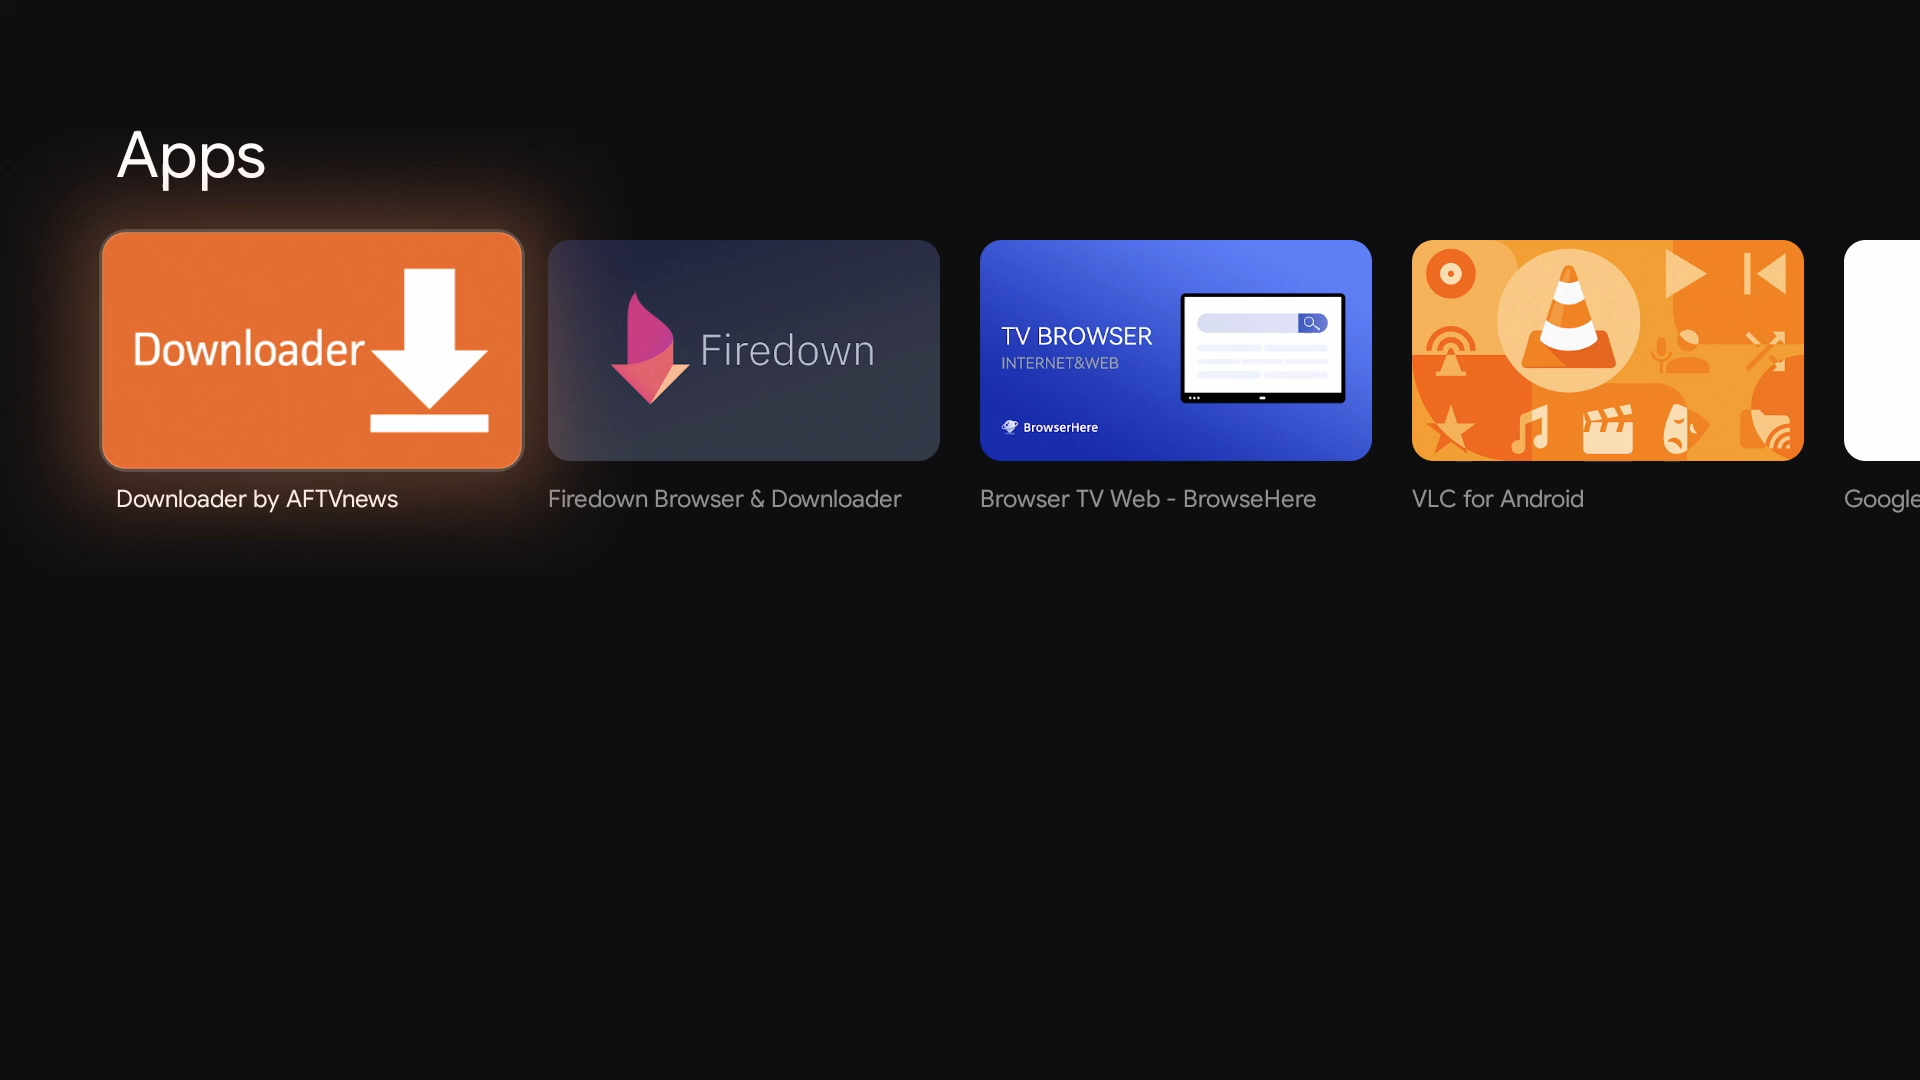 Apps
Downloader
Firedown
TV BROWSER
INTERNET&WEB
BrowserHere
Downloader by AFTVnews
Firedown Browser & Downloader
Browser TV Web - BrowseHere
VLC for Android
Google